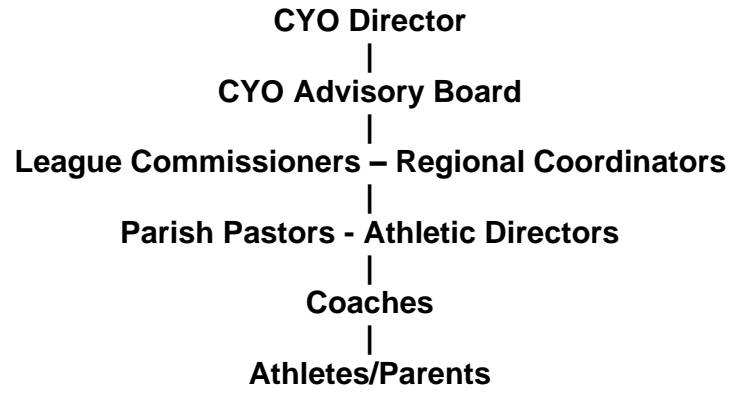 CYO Director
|
CYO Advisory Board
|
League Commissioners – Regional Coordinators
|
Parish Pastors - Athletic Directors
|
Coaches
|
Athletes/Parents